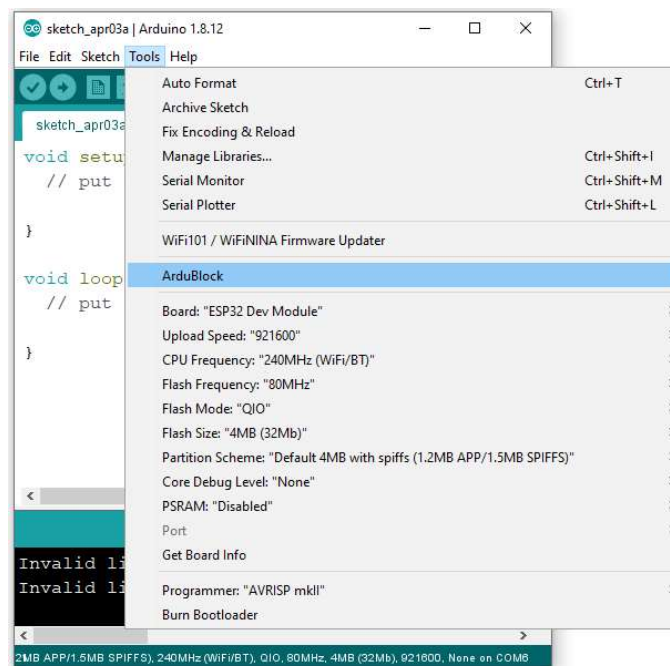 sketch_apr03a | Arduino 1.8.12
File Edit Sketch Tools Help
Auto Format Ctrl+T
Archive Sketch
Fix Encoding & Reload
Manage Libraries... Ctrl+Shift+I
Serial Monitor Ctrl+Shift+M
Serial Plotter Ctrl+Shift+L
WiFi101 / WiFiNINA Firmware Updater
ArduBlock
Board: "ESP32 Dev Module"
Upload Speed: "921600"
CPU Frequency: "240MHz (WiFi/BT)"
Flash Frequency: "80MHz"
Flash Mode: "QIO"
Flash Size: "4MB (32Mb)"
Partition Scheme: "Default 4MB with spiffs (1.2MB APP/1.5MB SPIFFS)"
Core Debug Level: "None"
PSRAM: "Disabled"
Port
Get Board Info
Programmer: "AVRISP mkII"
Burn Bootloader
sketch_apr03a
void setu
// put
}
void loop
// put
}
Invalid li
Invalid li
2MB APP/1.5MB SPIFFS), 240MHz (WiFi/BT), QIO, 80MHz, 4MB (32Mb), 921600, None on COM6